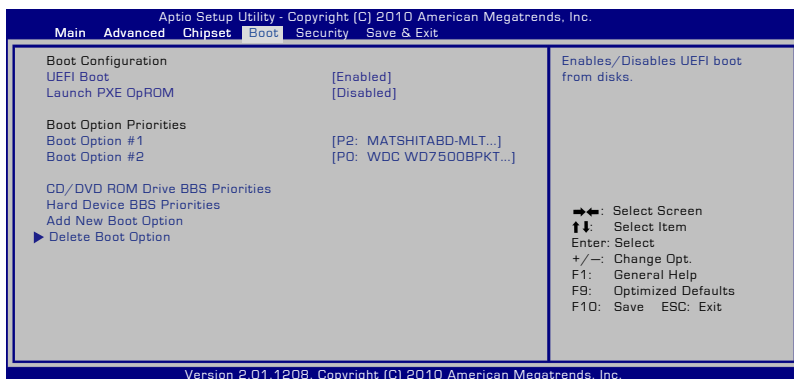 Aptio Setup Utility - Copyright (C) 2010 American Megatrends, Inc.
Main Advanced Chipset Boot Security Save & Exit
Boot Configuration
UEFI Boot [Enabled]
Launch PXE OpROM [Disabled]
Boot Option Priorities
Boot Option #1 [P2: MATSHITABD-MLT...]
Boot Option #2 [P0: WDC WD7500BPKT...]
CD/DVD ROM Drive BBS Priorities
Hard Device BBS Priorities
Add New Boot Option
Delete Boot Option
Enables/Disables UEFI boot
from disks.
→←: Select Screen
↑↓: Select Item
Enter: Select
+/—: Change Opt.
F1: General Help
F9: Optimized Defaults
F10: Save ESC: Exit
Version 2.01.1208. Copyright (C) 2010 American Megatrends, Inc.